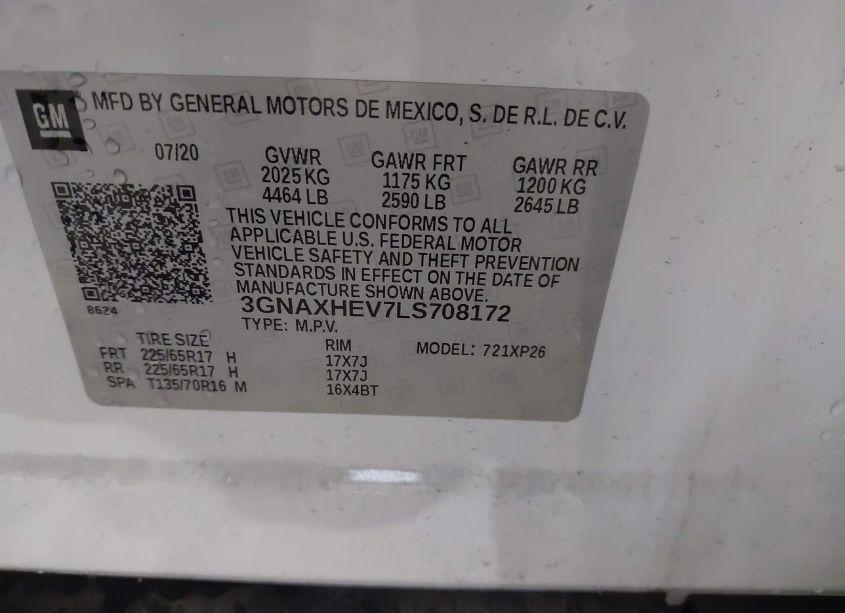 GM MFD BY GENERAL MOTORS DE MEXICO, S. DE R.L. DE C.V.
07/20 GVWR GAWR FRT GAWR RR
2025 KG 1175 KG 1200 KG
4464 LB 2590 LB 2645 LB
THIS VEHICLE CONFORMS TO ALL
APPLICABLE U.S. FEDERAL MOTOR
VEHICLE SAFETY AND THEFT PREVENTION
STANDARDS IN EFFECT ON THE DATE OF
MANUFACTURE SHOWN ABOVE.
8624 3GNAXHEV7LS708172
TYPE: M.P.V.
TIRE SIZE RIM MODEL: 721XP26
FRT 225/65R17 H 17X7J
RR 225/65R17 H 17X7J
SPA T135/70R16 M 16X4BT